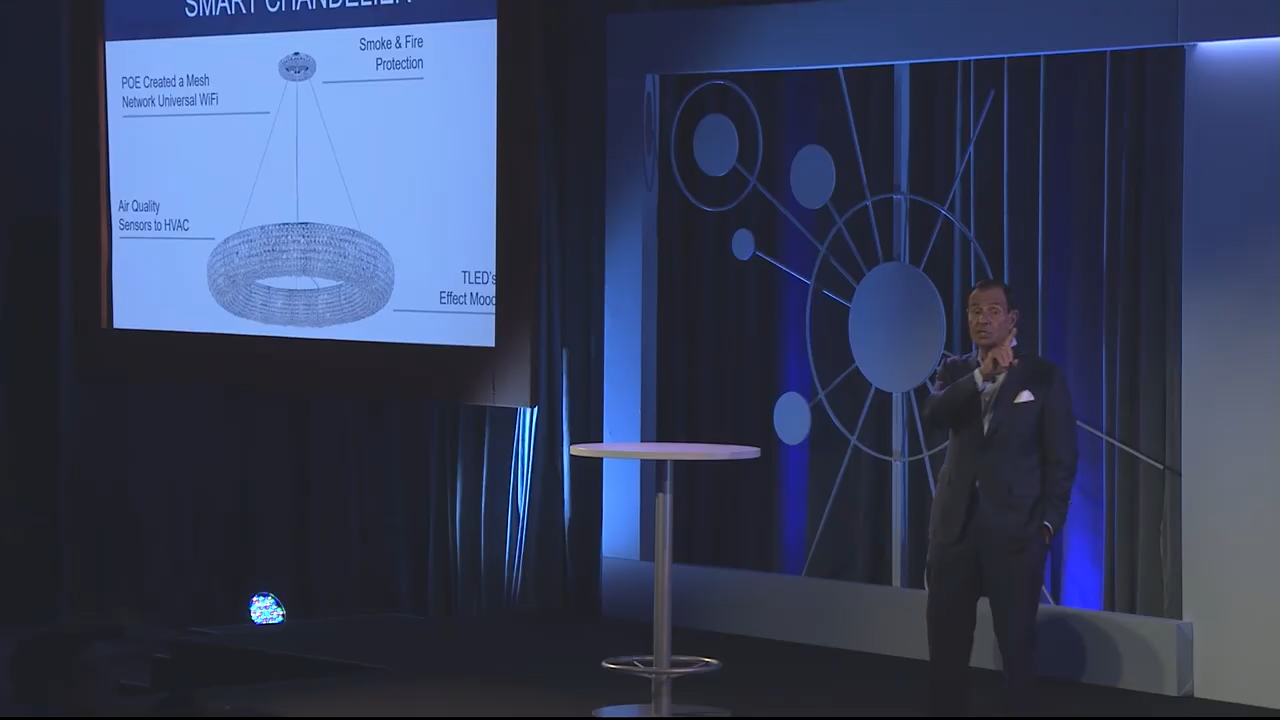 SMART CHANDELIER
Smoke & Fire
Protection
POE Created a Mesh
Network Universal WiFi
Air Quality
Sensors to HVAC
TLED's
Effect Mood